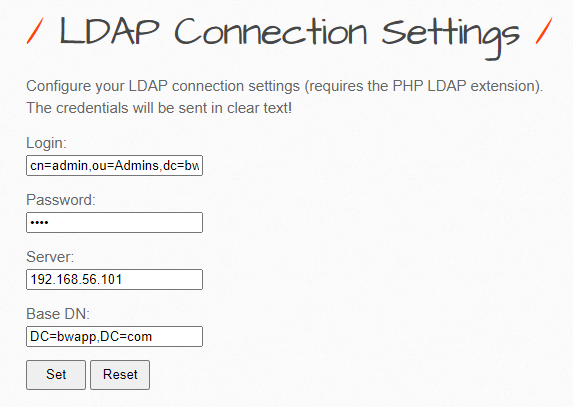 / LDAP Connection Settings /
Configure your LDAP connection settings (requires the PHP LDAP extension).
The credentials will be sent in clear text!
Login:
cn=admin,ou=Admins,dc=bw
Password:
••••
Server:
192.168.56.101
Base DN:
DC=bwapp,DC=com
Set Reset